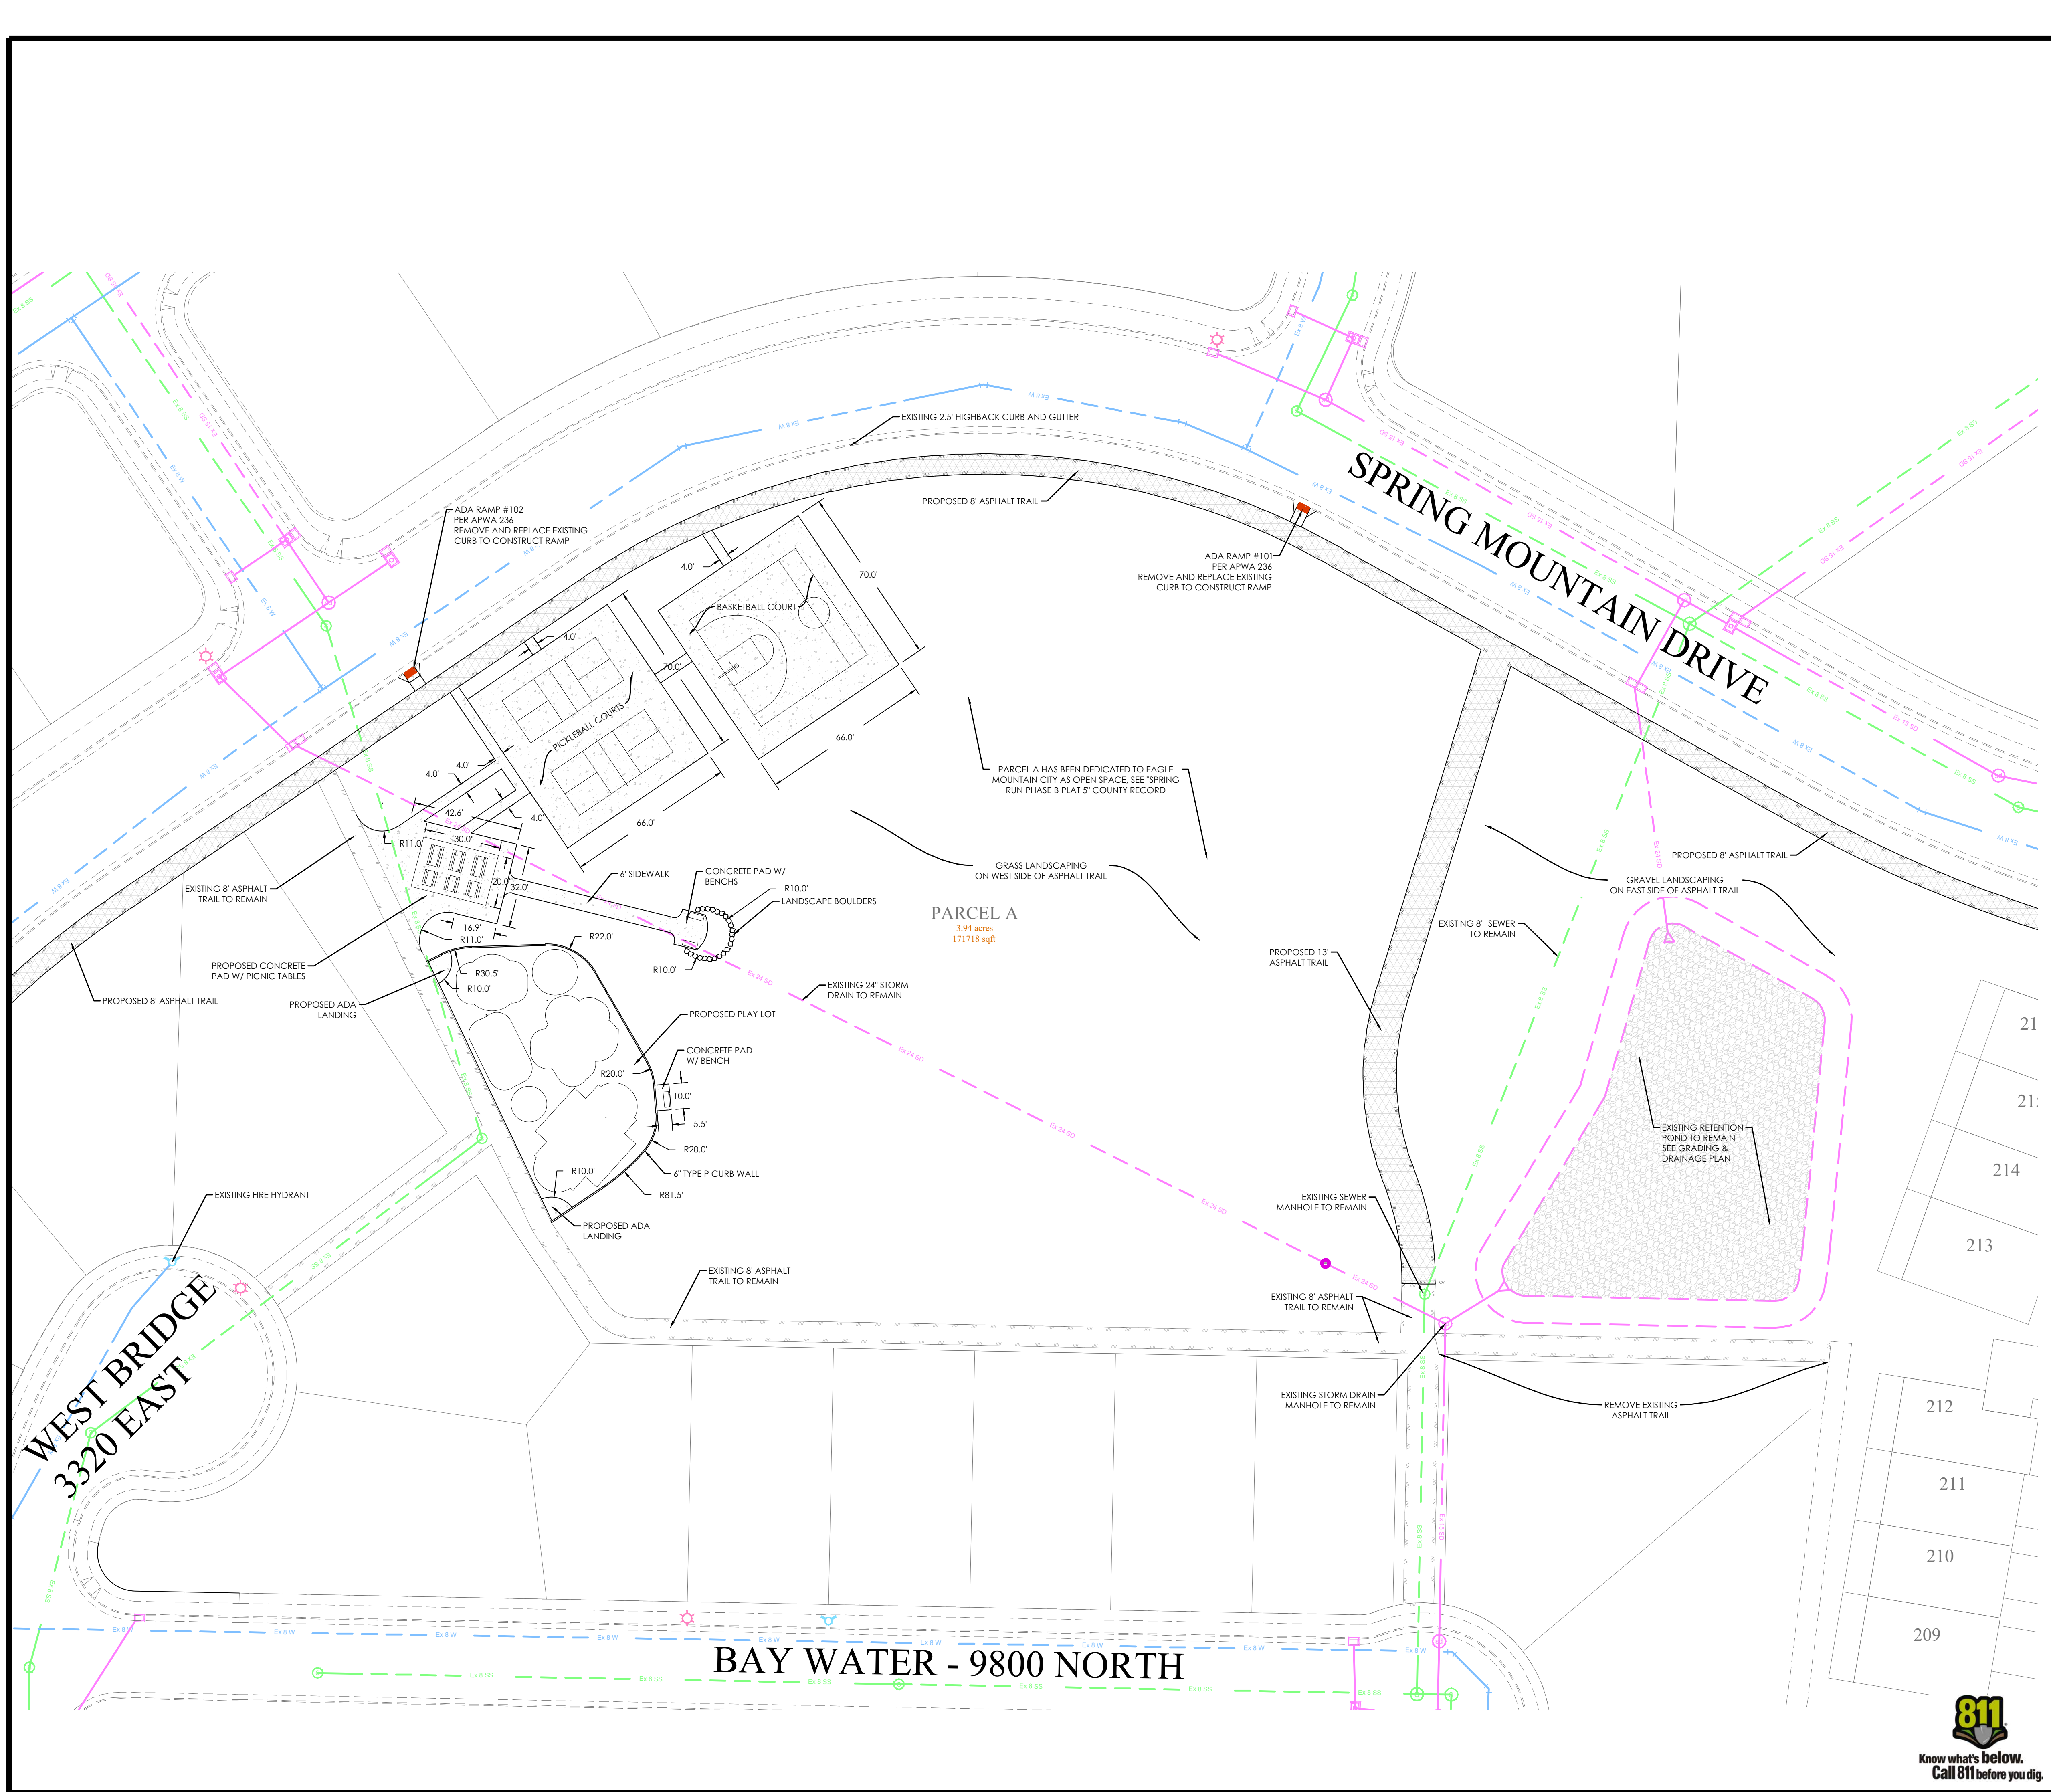 EXISTING 2.5' HIGHBACK CURB AND GUTTER
SPRING MOUNTAIN DRIVE
PROPOSED 8' ASPHALT TRAIL
ADA RAMP #102
PER APWA 236
REMOVE AND REPLACE EXISTING
CURB TO CONSTRUCT RAMP
ADA RAMP #101
PER APWA 236
REMOVE AND REPLACE EXISTING
CURB TO CONSTRUCT RAMP
4.0'
70.0'
BASKETBALL COURT
4.0'
70.0'
PICKLEBALL COURTS
66.0'
4.0'
4.0'
4.0'
66.0'
42.6'
30.0'
R11.0'
20.0'
32.0'
16.9'
R11.0'
PARCEL A HAS BEEN DEDICATED TO EAGLE
MOUNTAIN CITY AS OPEN SPACE, SEE "SPRING
RUN PHASE B PLAT 5" COUNTY RECORD
GRASS LANDSCAPING
ON WEST SIDE OF ASPHALT TRAIL
PROPOSED 8' ASPHALT TRAIL
GRAVEL LANDSCAPING
ON EAST SIDE OF ASPHALT TRAIL
EXISTING 8' ASPHALT
TRAIL TO REMAIN
6' SIDEWALK
CONCRETE PAD W/
BENCHS
R10.0'
LANDSCAPE BOULDERS
R10.0'
PARCEL A
3.94 acres
171718 sqft
EXISTING 8" SEWER
TO REMAIN
PROPOSED 13'
ASPHALT TRAIL
PROPOSED CONCRETE
PAD W/ PICNIC TABLES
R22.0'
R30.5'
R10.0'
PROPOSED 8' ASPHALT TRAIL
PROPOSED ADA
LANDING
EXISTING 24" STORM
DRAIN TO REMAIN
PROPOSED PLAY LOT
CONCRETE PAD
W/ BENCH
R20.0'
10.0'
5.5'
R20.0'
6" TYPE P CURB WALL
R10.0'
R81.5'
PROPOSED ADA
LANDING
EXISTING RETENTION
POND TO REMAIN
SEE GRADING &
DRAINAGE PLAN
EXISTING FIRE HYDRANT
EXISTING SEWER
MANHOLE TO REMAIN
EXISTING 8' ASPHALT
TRAIL TO REMAIN
EXISTING 8' ASPHALT
TRAIL TO REMAIN
EXISTING STORM DRAIN
MANHOLE TO REMAIN
REMOVE EXISTING
ASPHALT TRAIL
WEST BRIDGE
3320 EAST
214
213
212
211
210
209
Ex 8 W
Ex 8 SS
Ex 15 SD
Ex 24 SD
BAY WATER - 9800 NORTH
811
Know what's below.
Call 811 before you dig.